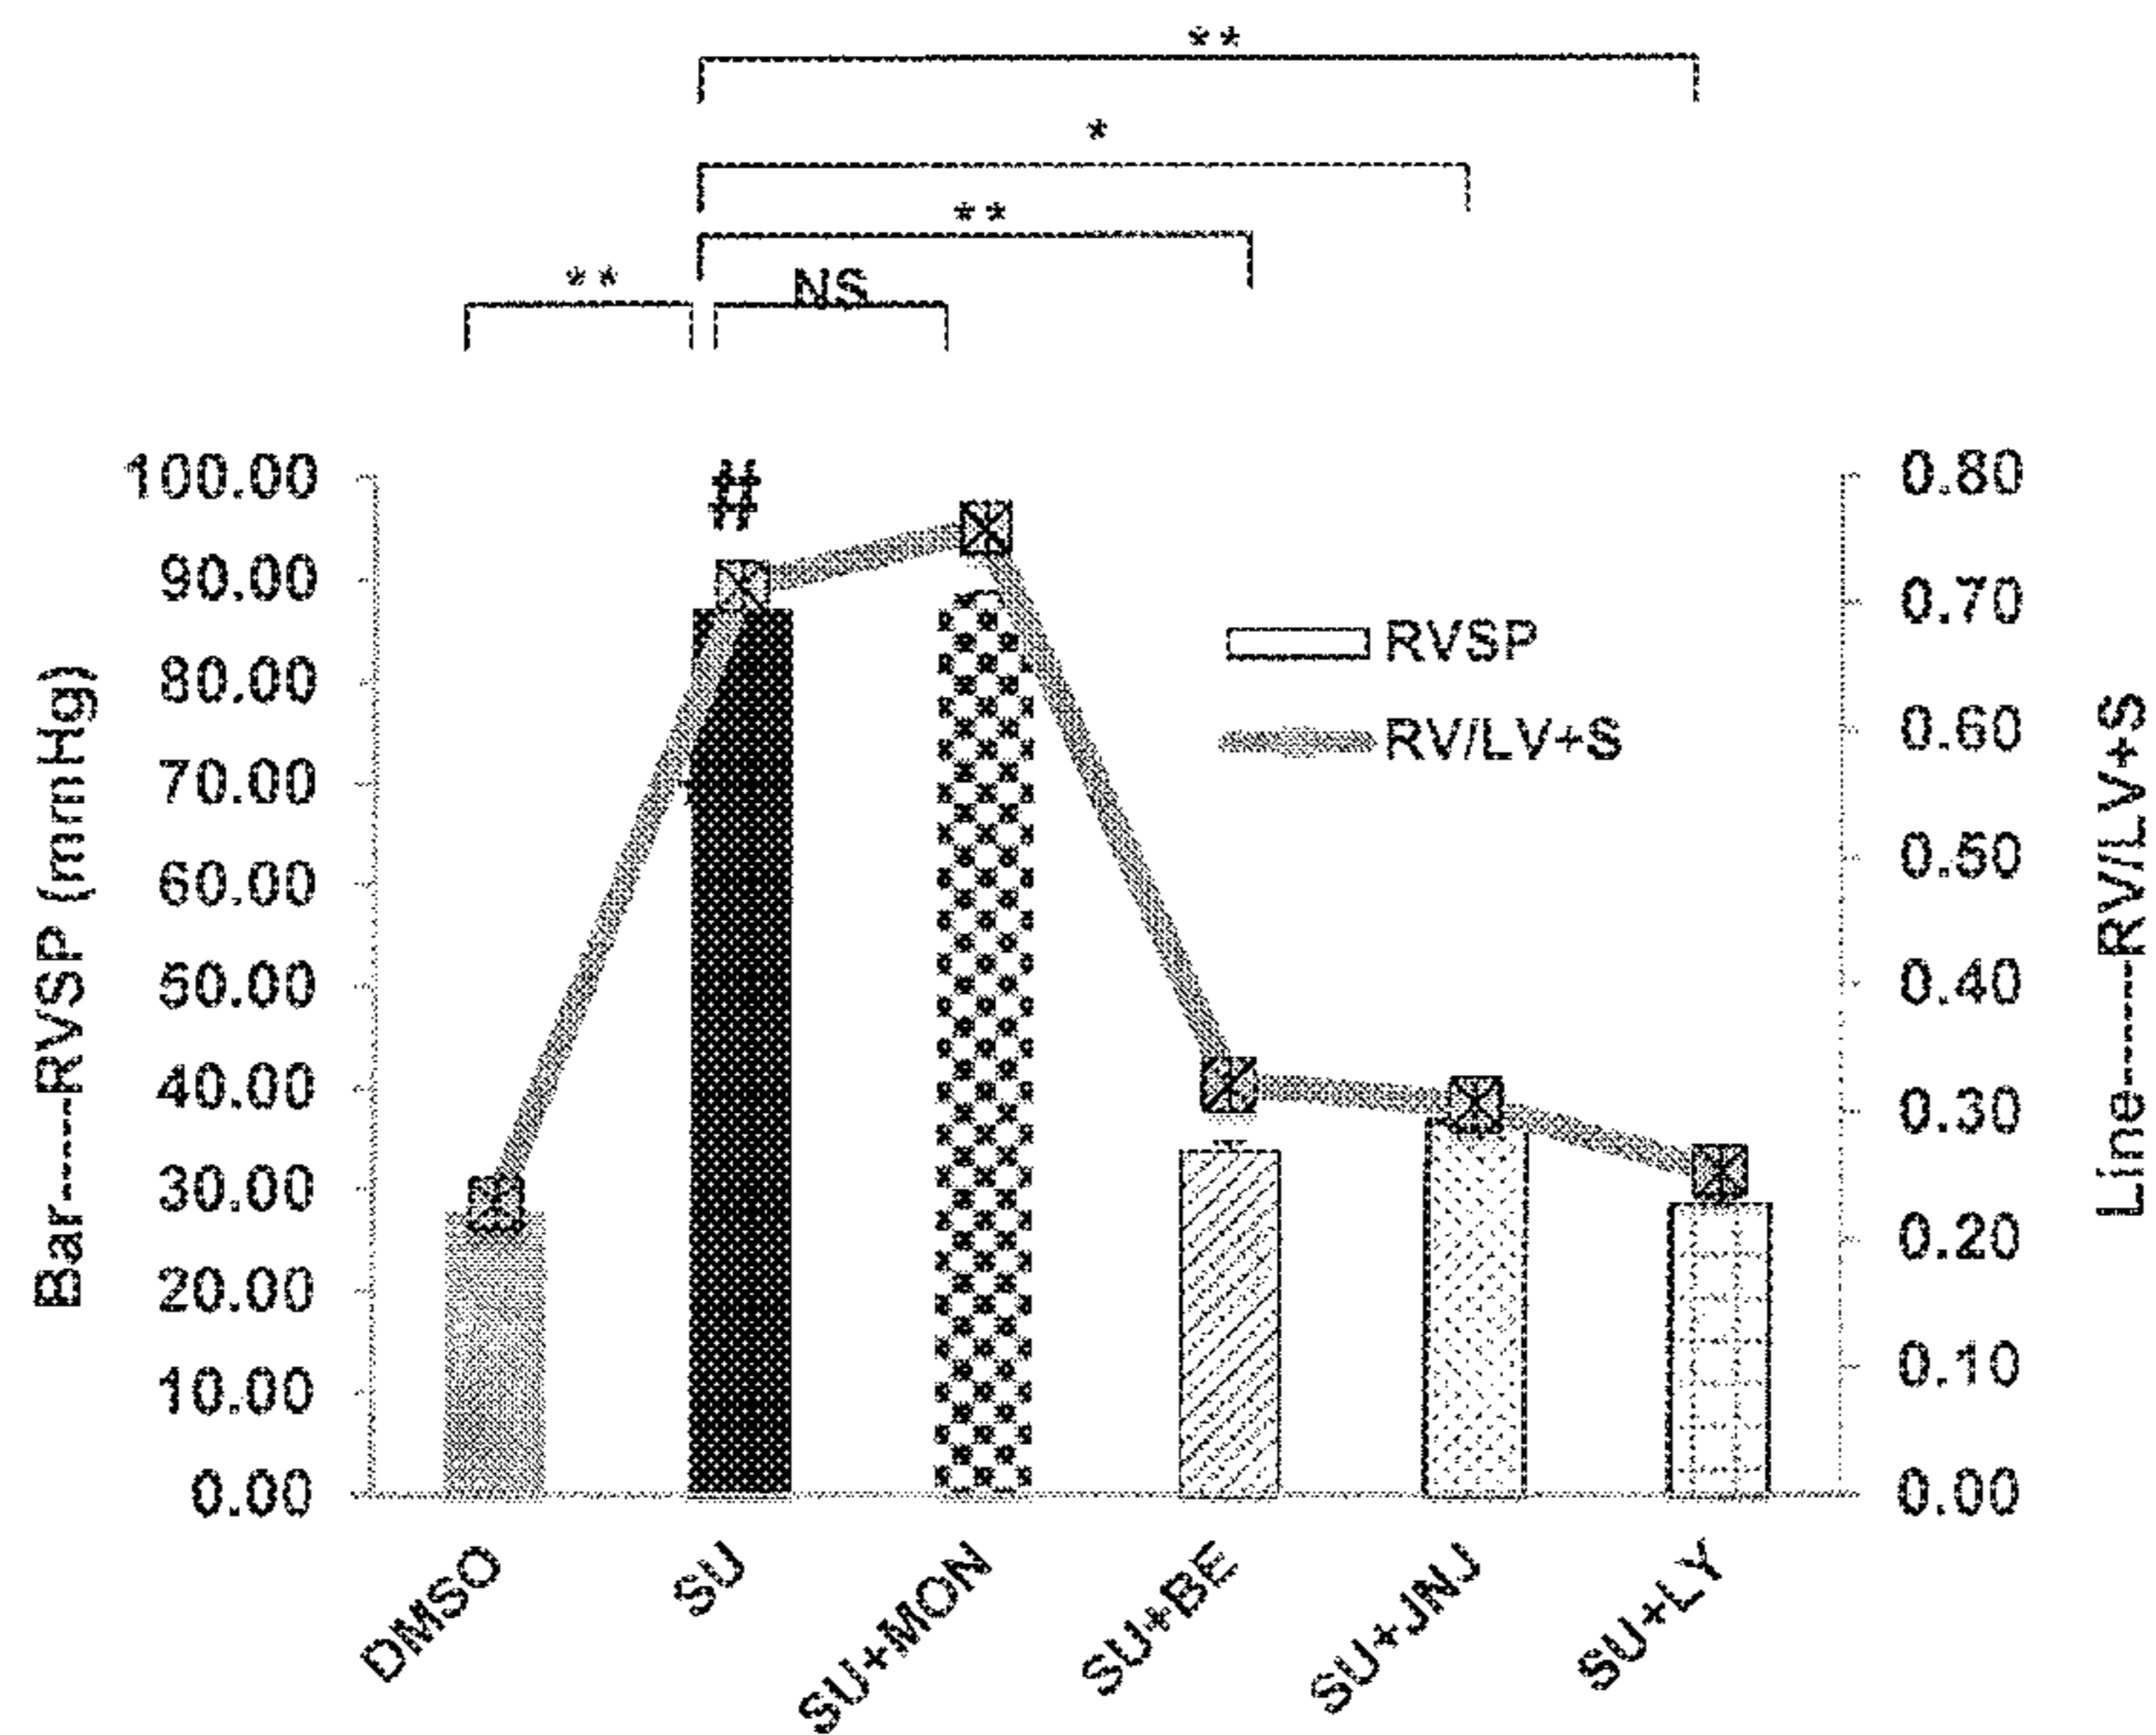 **
*
**
**
NS
#
100.00
90.00
80.00
70.00
60.00
50.00
40.00
30.00
20.00
10.00
0.00
Bar-----RVSP (mmHg)
RVSP
RV/LV+S
0.80
0.70
0.60
0.50
0.40
0.30
0.20
0.10
0.00
Line------RV/LV+S
DMSO
SU
SU+MON
SU+BE
SU+JNJ
SU+LY